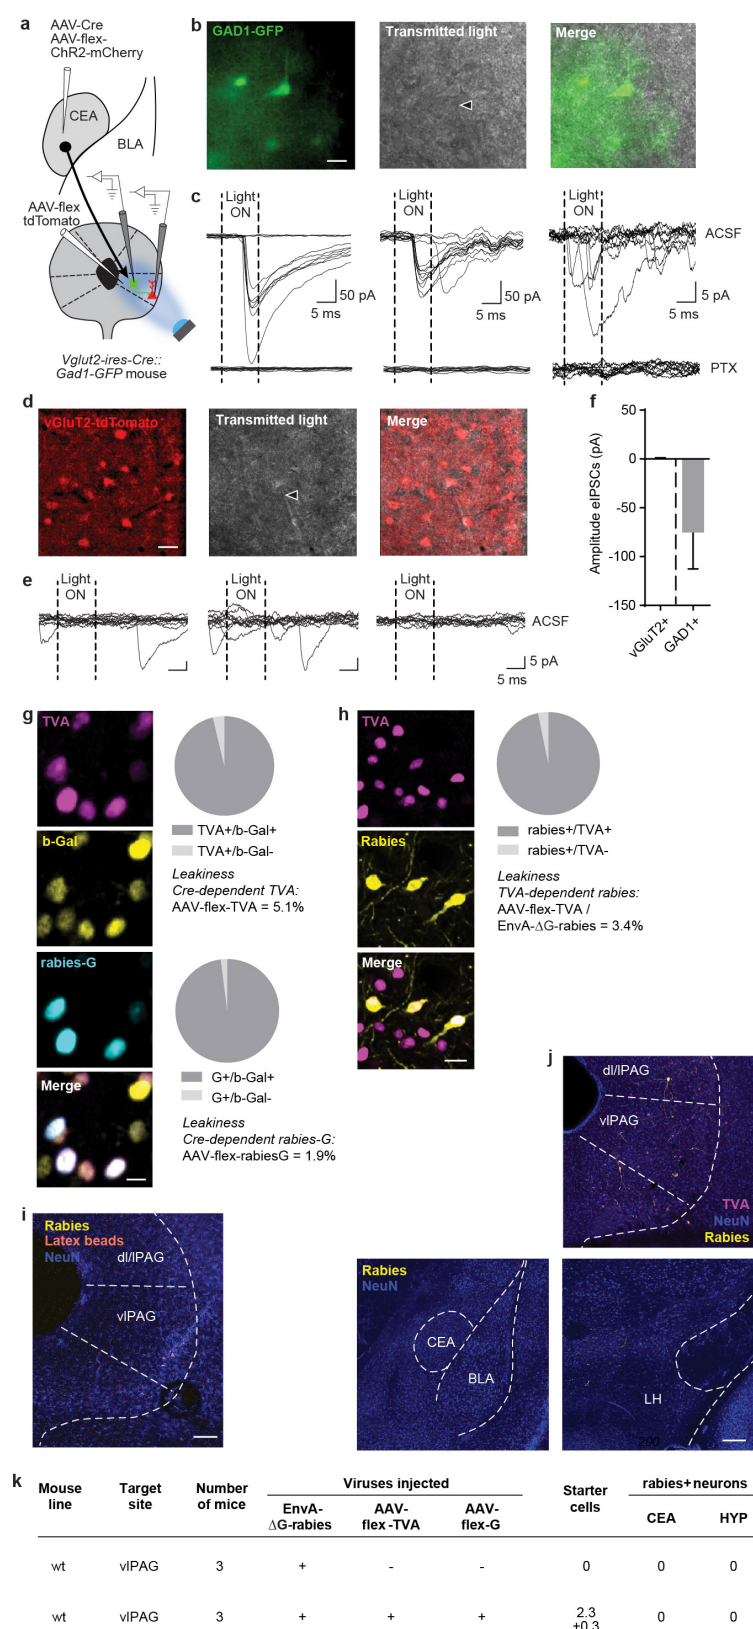 a
AAV-Cre
AAV-flex-
ChR2-mCherry
CEA
BLA
AAV-flex
tdTomato
Vglut2-ires-Cre::
Gad1-GFP mouse
b
GAD1-GFP
Transmitted light
Merge
c
Light
ON
Light
ON
Light
ON
ACSF
50 pA
5 ms
50 pA
5 ms
5 pA
5 ms
PTX
d
vGluT2-tdTomato
Transmitted light
Merge
e
Light
ON
Light
ON
Light
ON
ACSF
5 pA
5 ms
f
Amplitude eIPSCs (pA)
50
0
-50
-100
-150
vGluT2+
GAD1+
g
TVA
b-Gal
rabies-G
Merge
TVA+/b-Gal+
TVA+/b-Gal-
Leakiness
Cre-dependent TVA:
AAV-flex-TVA = 5.1%
G+/b-Gal+
G+/b-Gal-
Leakiness
Cre-dependent rabies-G:
AAV-flex-rabiesG = 1.9%
h
TVA
Rabies
Merge
rabies+/TVA+
rabies+/TVA-
Leakiness
TVA-dependent rabies:
AAV-flex-TVA /
EnvA-ΔG-rabies = 3.4%
i
Rabies
Latex beads
NeuN
dl/lPAG
vlPAG
j
dl/lPAG
vlPAG
TVA
NeuN
Rabies
Rabies
NeuN
CEA
BLA
LH
200
k
Mouse line Target site Number of mice Viruses injected Starter cells rabies+neurons
EnvA-ΔG-rabies AAV-flex-TVA AAV-flex-G CEA HYP
wt vlPAG 3 + - - 0 0 0
wt vlPAG 3 + + + 2.3 ±0.3 0 0